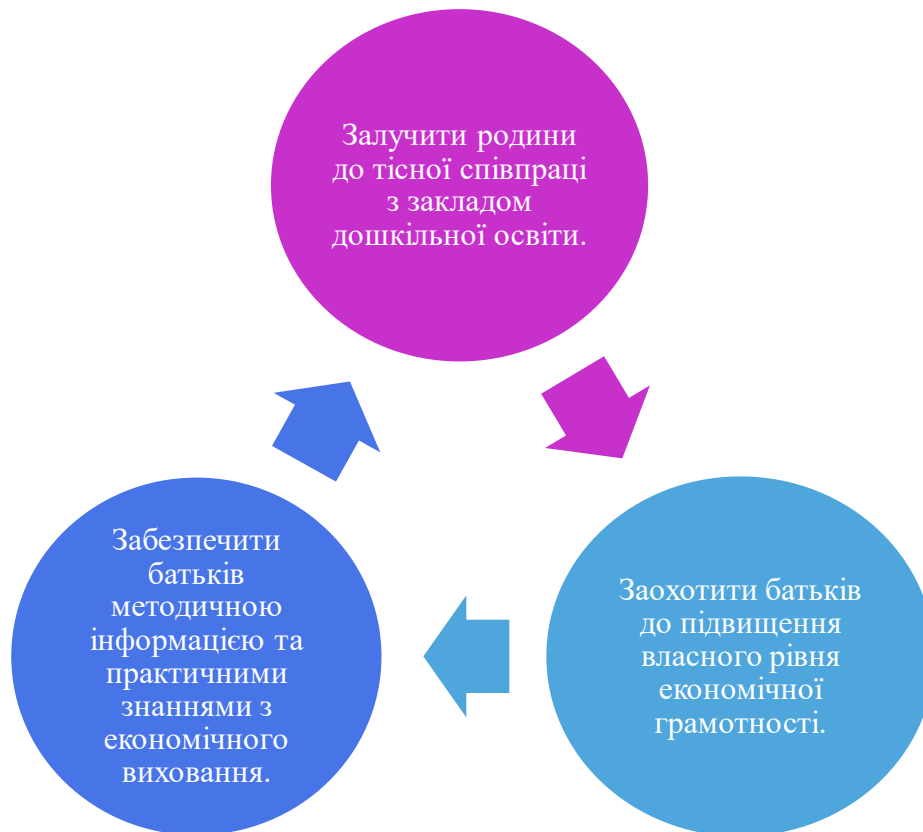 Залучити родини
до тісної співпраці
з закладом
дошкільної освіти.
Заохотити батьків
до підвищення
власного рівня
економічної
грамотності.
Забезпечити
батьків
методичною
інформацією та
практичними
знаннями з
економічного
виховання.